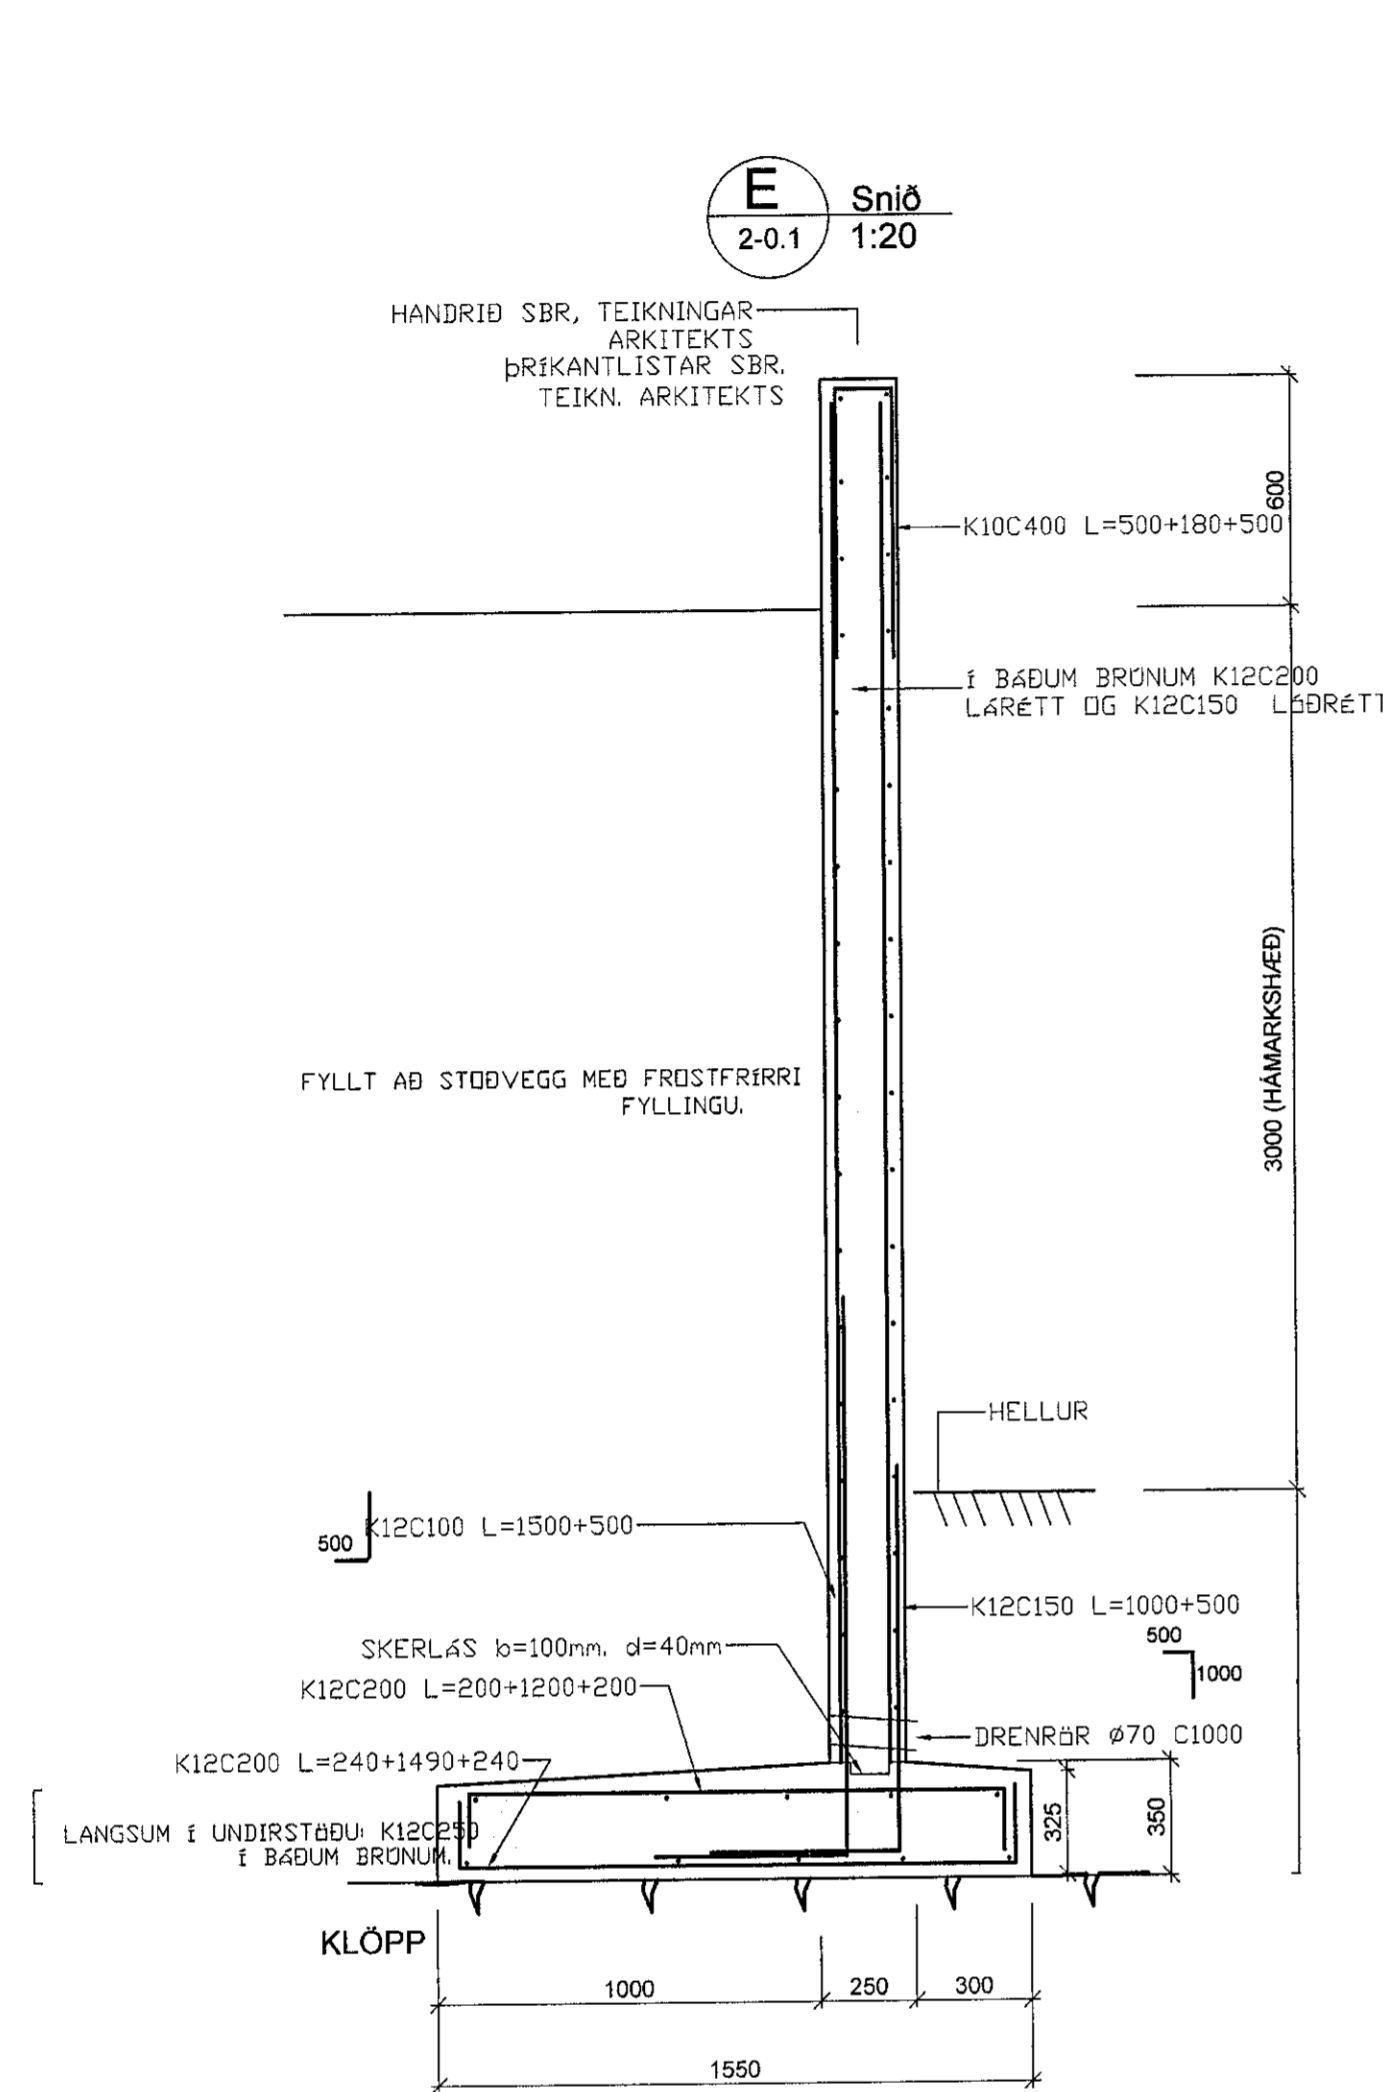 E
Snið
2-0.1
1:20
HANDRIÐ SBR, TEIKNINGAR
ARKITEKTS
ÞRÍKANTLISTAR SBR.
TEIKN. ARKITEKTS
600
K10C400 L=500+180+500
Í BÁÐUM BRÚNUM K12C200
LÁRÉTT OG K12C150 LÓÐRÉTT
3000 (HÁMARKSHÆÐ)
FYLLT AÐ STOÐVEGG MEÐ FROSTFRÍRRI
FYLLINGU.
HELLUR
K12C100 L=1500+500
500
K12C150 L=1000+500
500
1000
SKERLÁS b=100mm. d=40mm
K12C200 L=200+1200+200
DRENRÖR Ø70 C1000
K12C200 L=240+1490+240
325
350
LANGSUM Í UNDIRSTÖÐU: K12C250
Í BÁÐUM BRÚNUM.
KLÖPP
1000
250
300
1550